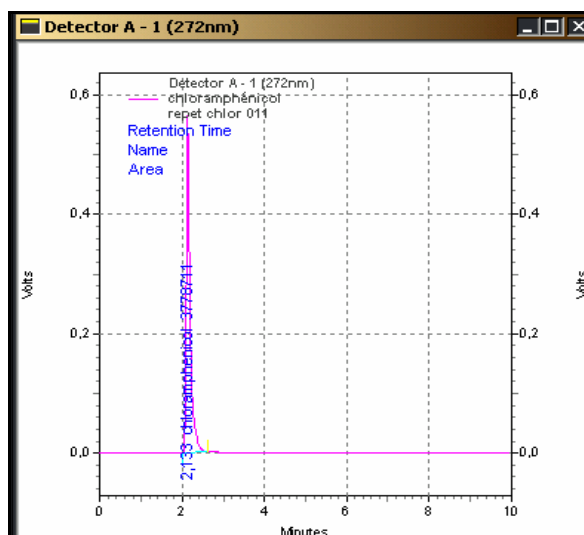 Detector A - 1 (272nm)
Détector A - 1 (272nm)
chloramphénicol
repet chlor 011
Retention Time
Name
Area
0,6
0,6
0,4
0,4
Volts
Volts
0,2
0,2
2,133 chloramphénicol 3778711
0,0
0,0
0
2
4
6
8
10
Minutes